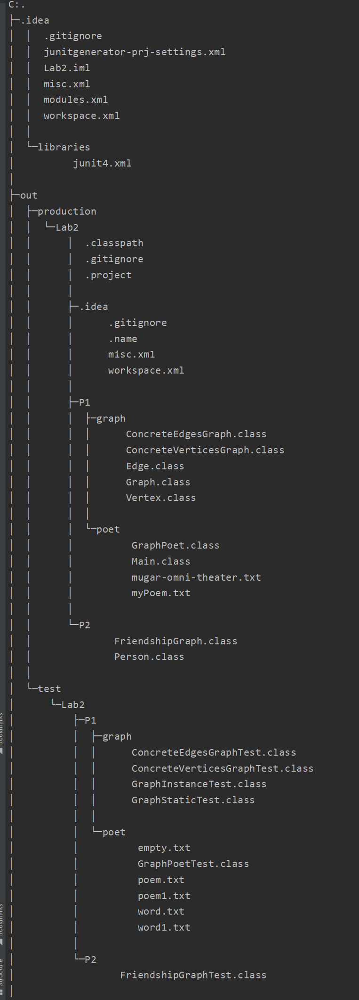 C:.
├─.idea
│  │  .gitignore
│  │  junitgenerator-prj-settings.xml
│  │  Lab2.iml
│  │  misc.xml
│  │  modules.xml
│  │  workspace.xml
│  │
│  └─libraries
│          junit4.xml
│
├─out
│  ├─production
│  │  └─Lab2
│  │      │  .classpath
│  │      │  .gitignore
│  │      │  .project
│  │      │
│  │      ├─.idea
│  │      │      .gitignore
│  │      │      .name
│  │      │      misc.xml
│  │      │      workspace.xml
│  │      │
│  │      ├─P1
│  │      │  ├─graph
│  │      │  │      ConcreteEdgesGraph.class
│  │      │  │      ConcreteVerticesGraph.class
│  │      │  │      Edge.class
│  │      │  │      Graph.class
│  │      │  │      Vertex.class
│  │      │  │
│  │      │  └─poet
│  │      │          GraphPoet.class
│  │      │          Main.class
│  │      │          mugar-omni-theater.txt
│  │      │          myPoem.txt
│  │      │
│  │      └─P2
│  │              FriendshipGraph.class
│  │              Person.class
│  │
│  └─test
│      └─Lab2
│          ├─P1
│          │  ├─graph
│          │  │      ConcreteEdgesGraphTest.class
│          │  │      ConcreteVerticesGraphTest.class
│          │  │      GraphInstanceTest.class
│          │  │      GraphStaticTest.class
│          │  │
│          │  └─poet
│          │          empty.txt
│          │          GraphPoetTest.class
│          │          poem.txt
│          │          poem1.txt
│          │          word.txt
│          │          word1.txt
│          │
│          └─P2
│                  FriendshipGraphTest.class
│
Bookmarks
Bookmarks
Structure